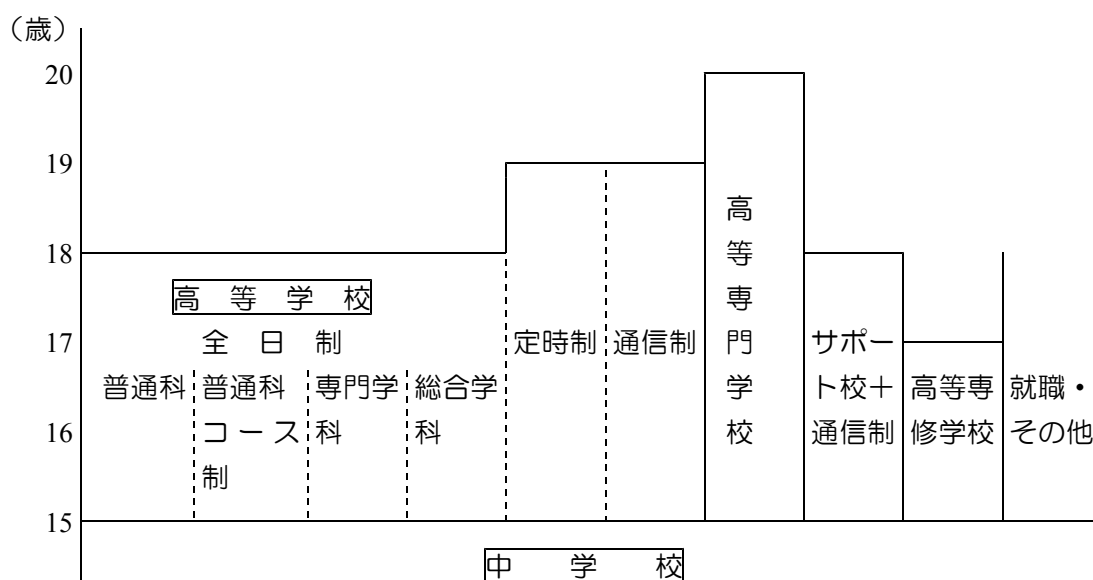 （歳）
20
19
18
17
16
15
高等学校
全日制
普通科
普通科
コース
制
専門学
科
総合学
科
定時制
通信制
高等専門学校
サポー
ト校＋
通信制
高等専
修学校
就職・
その他
中学校